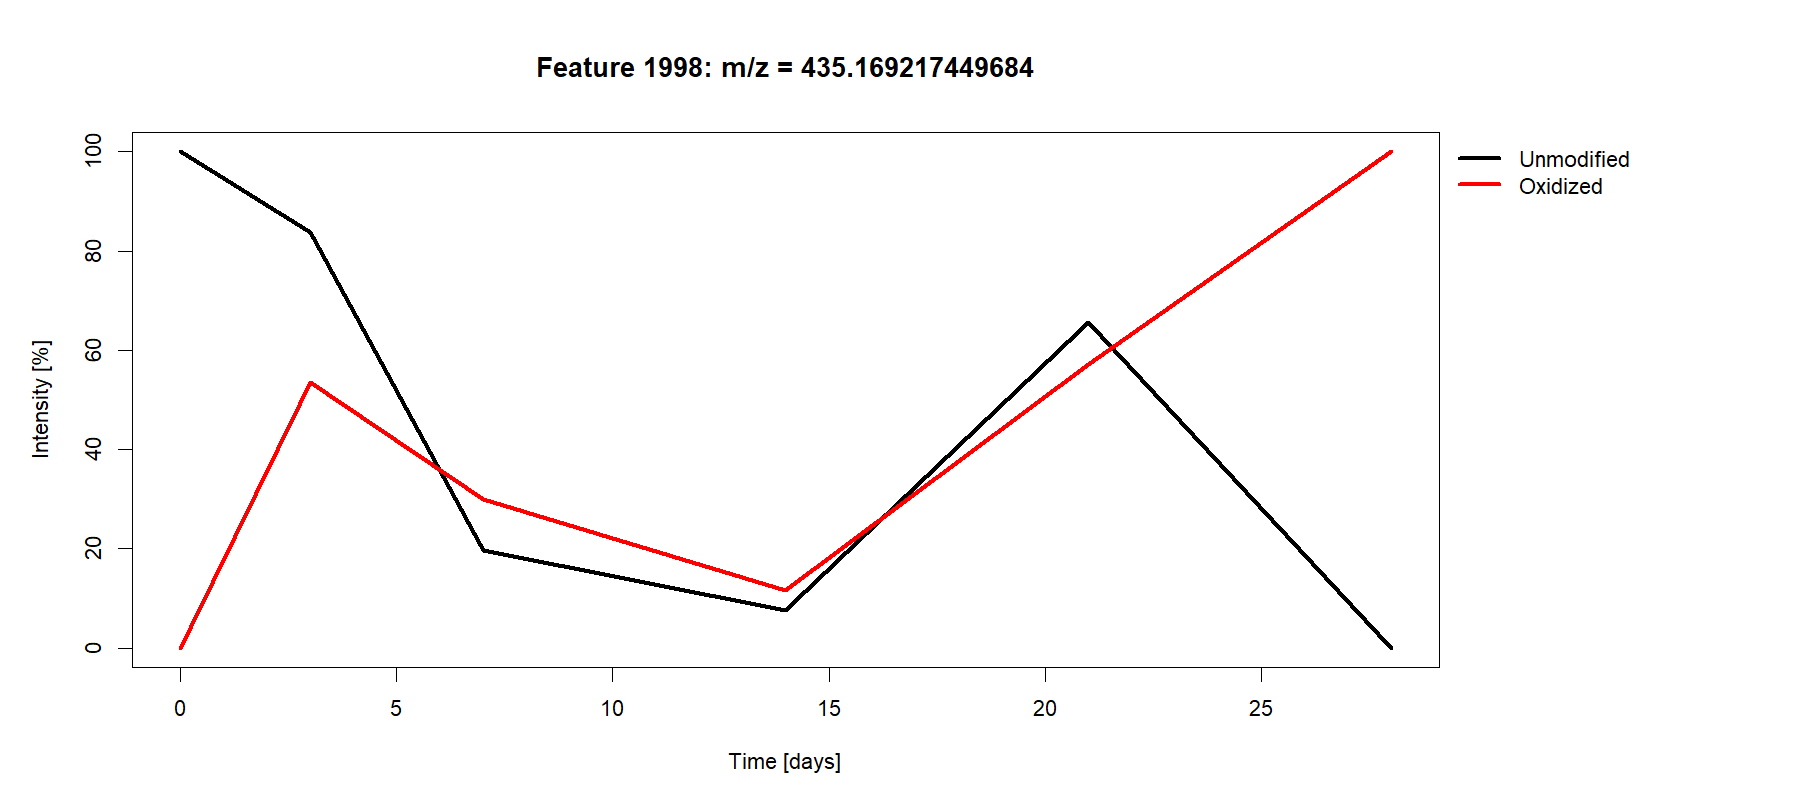 Feature 1998: m/z = 435.169217449684
Unmodified
Oxidized
Intensity [%]
100
80
60
40
20
0
0 5 10 15 20 25
Time [days]